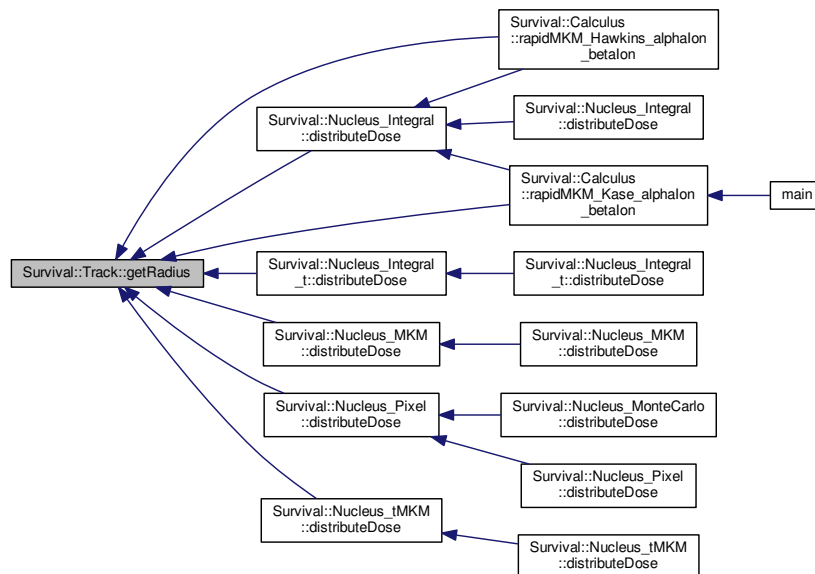 Survival::Calculus
::rapidMKM_Hawkins_alphaIon
_betaIon
Survival::Nucleus_Integral
::distributeDose
Survival::Nucleus_Integral
::distributeDose
Survival::Calculus
::rapidMKM_Kase_alphaIon
_betaIon
main
Survival::Track::getRadius
Survival::Nucleus_Integral
_t::distributeDose
Survival::Nucleus_Integral
_t::distributeDose
Survival::Nucleus_MKM
::distributeDose
Survival::Nucleus_MKM
::distributeDose
Survival::Nucleus_Pixel
::distributeDose
Survival::Nucleus_MonteCarlo
::distributeDose
Survival::Nucleus_Pixel
::distributeDose
Survival::Nucleus_tMKM
::distributeDose
Survival::Nucleus_tMKM
::distributeDose